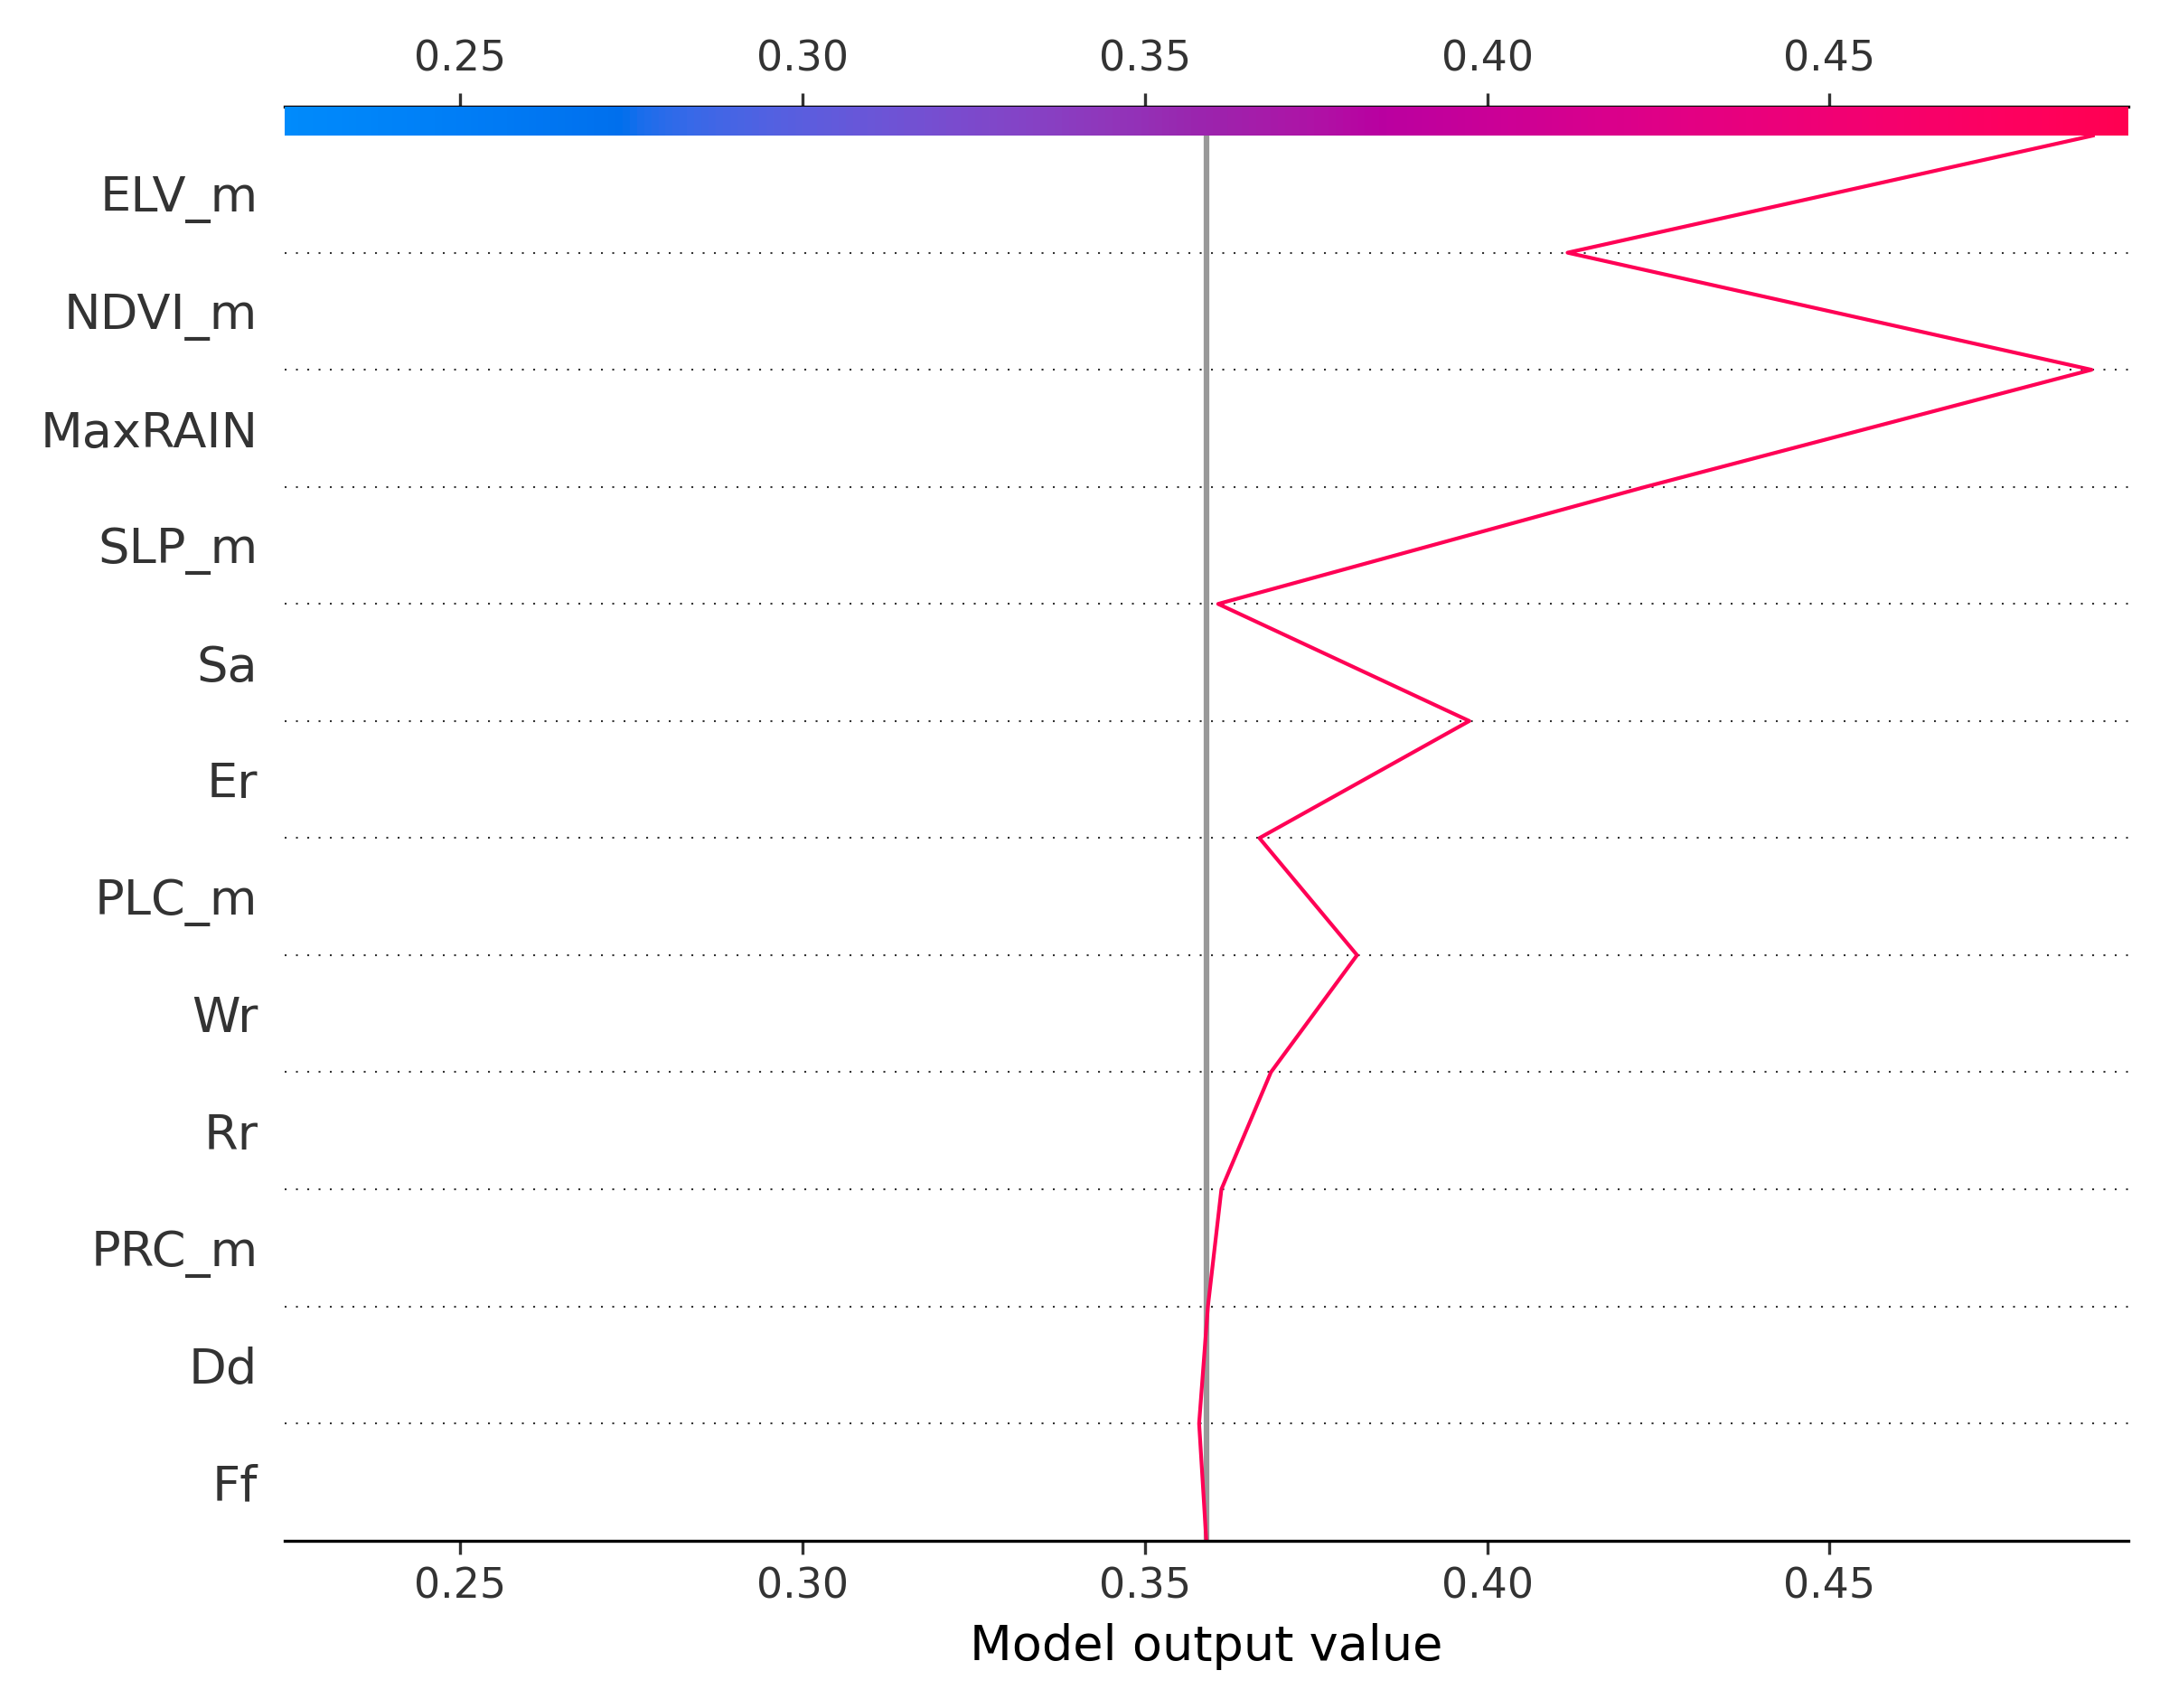 0.25 0.30 0.35 0.40 0.45
ELV_m
NDVI_m
MaxRAIN
SLP_m
Sa
Er
PLC_m
Wr
Rr
PRC_m
Dd
Ff
0.25 0.30 0.35 0.40 0.45
Model output value